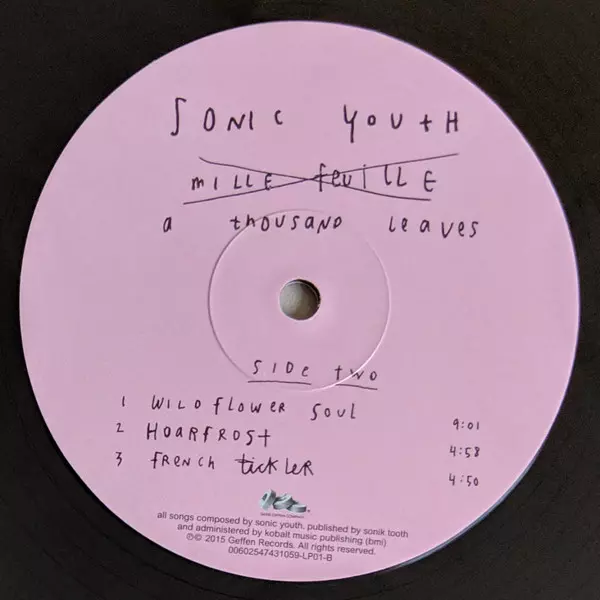 SONIC YOUTH
MILLE FEUILLE
a thousand leaves
SIDE TWO
1 WILDFLOWER SOUL 9:01
2 HOARFROST 4:58
3 FRENCH tickLER 4:50
all songs composed by sonic youth, published by sonik tooth
and administered by kobalt music publishing (bmi)
℗© 2015 Geffen Records. All rights reserved.
00602547431059-LP01-B